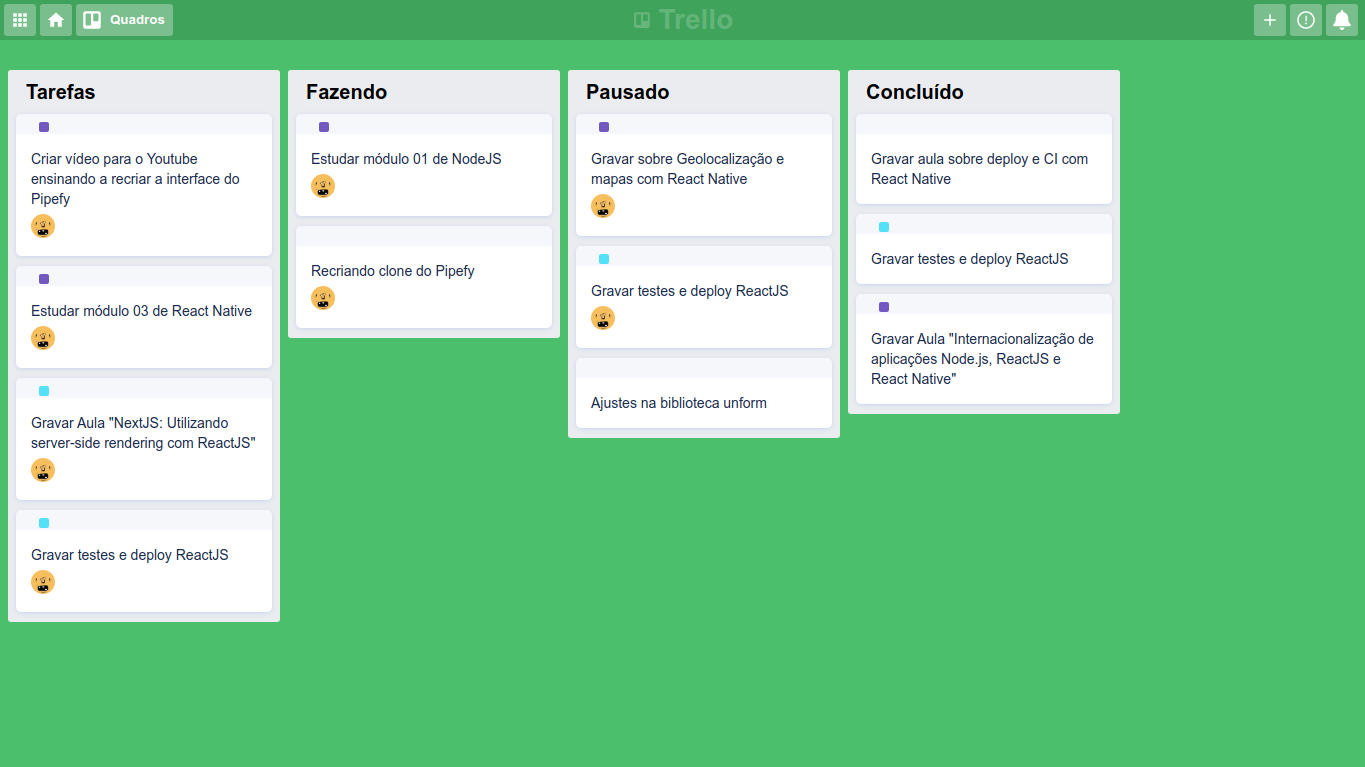 Quadros
Trello
Tarefas
Criar vídeo para o Youtube
ensinando a recriar a interface do
Pipefy
Estudar módulo 03 de React Native
Gravar Aula "NextJS: Utilizando
server-side rendering com ReactJS"
Gravar testes e deploy ReactJS
Fazendo
Estudar módulo 01 de NodeJS
Recriando clone do Pipefy
Pausado
Gravar sobre Geolocalização e
mapas com React Native
Gravar testes e deploy ReactJS
Ajustes na biblioteca unform
Concluído
Gravar aula sobre deploy e CI com
React Native
Gravar testes e deploy ReactJS
Gravar Aula "Internacionalização de
aplicações Node.js, ReactJS e
React Native"